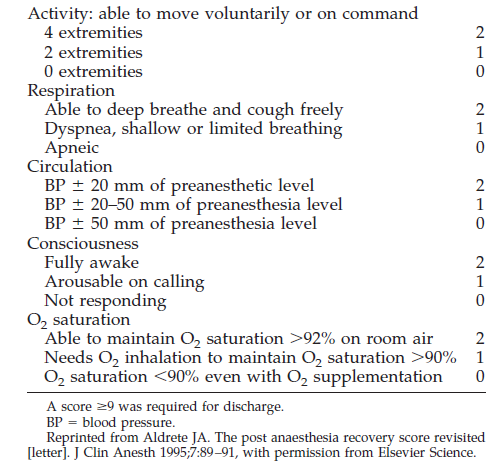 Activity: able to move voluntarily or on command
4 extremities 2
2 extremities 1
0 extremities 0
Respiration
Able to deep breathe and cough freely 2
Dyspnea, shallow or limited breathing 1
Apneic 0
Circulation
BP ± 20 mm of preanesthetic level 2
BP ± 20–50 mm of preanesthesia level 1
BP ± 50 mm of preanesthesia level 0
Consciousness
Fully awake 2
Arousable on calling 1
Not responding 0
O₂ saturation
Able to maintain O₂ saturation >92% on room air 2
Needs O₂ inhalation to maintain O₂ saturation >90% 1
O₂ saturation <90% even with O₂ supplementation 0
A score ≥9 was required for discharge.
BP = blood pressure.
Reprinted from Aldrete JA. The post anaesthesia recovery score revisited
[letter]. J Clin Anesth 1995;7:89–91, with permission from Elsevier Science.